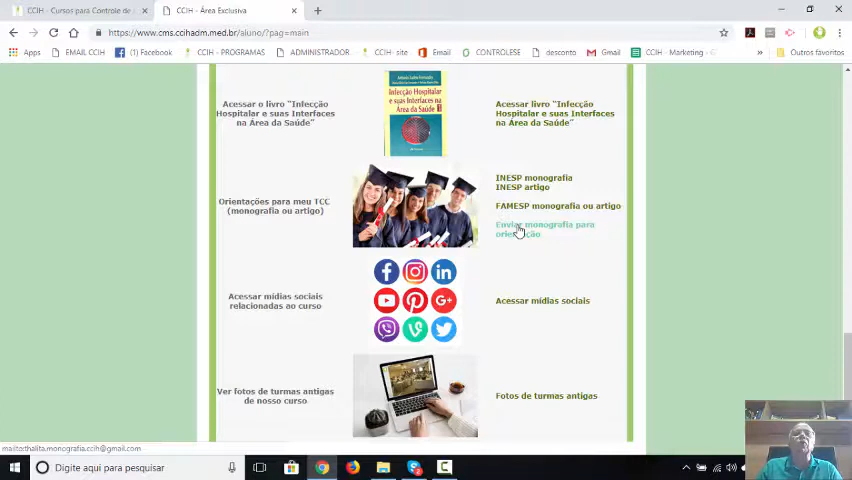 CCIH - Cursos para Controle de
CCIH - Área Exclusiva
https://www.cms.ccihadm.med.br/aluno/?pag=main
Apps
EMAIL CCIH
(1) Facebook
CCIH - PROGRAMAS
ADMINISTRADOR
CCIH- site
Email
CONTROLESE
desconto
Gmail
CCIH - Marketing -
Outros favoritos
Acessar o livro "Infecção
Hospitalar e suas Interfaces
na Área da Saúde"
Infecção Hospitalar
e suas Interfaces na
Área da Saúde
Acessar livro "Infecção
Hospitalar e suas Interfaces
na Área da Saúde"
Orientações para meu TCC
(monografia ou artigo)
INESP monografia
INESP artigo
FAMESP monografia ou artigo
Enviar monografia para
orientação
Acessar mídias sociais
relacionadas ao curso
Acessar mídias sociais
Ver fotos de turmas antigas
de nosso curso
Fotos de turmas antigas
mailto:thalita.monografia.ccih@gmail.com
Digite aqui para pesquisar